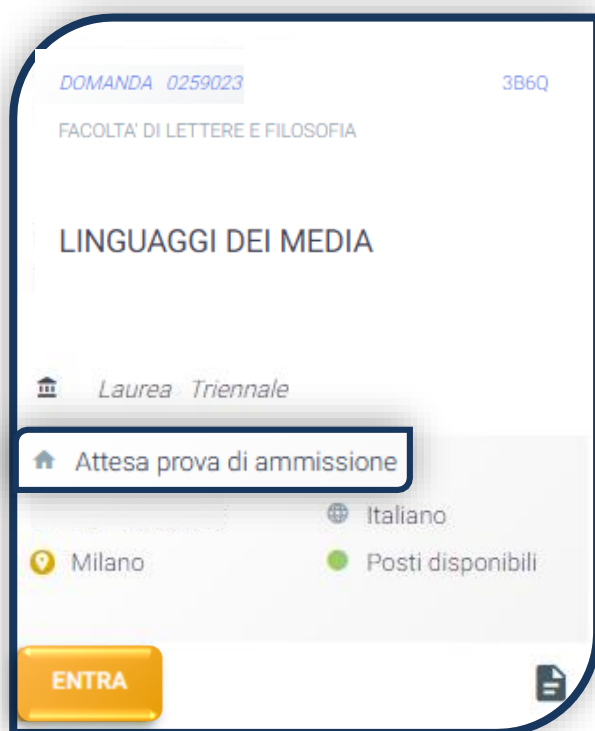 DOMANDA 0259023 3B6Q
FACOLTA' DI LETTERE E FILOSOFIA
LINGUAGGI DEI MEDIA
Laurea Triennale
Attesa prova di ammissione
Italiano
Milano Posti disponibili
ENTRA